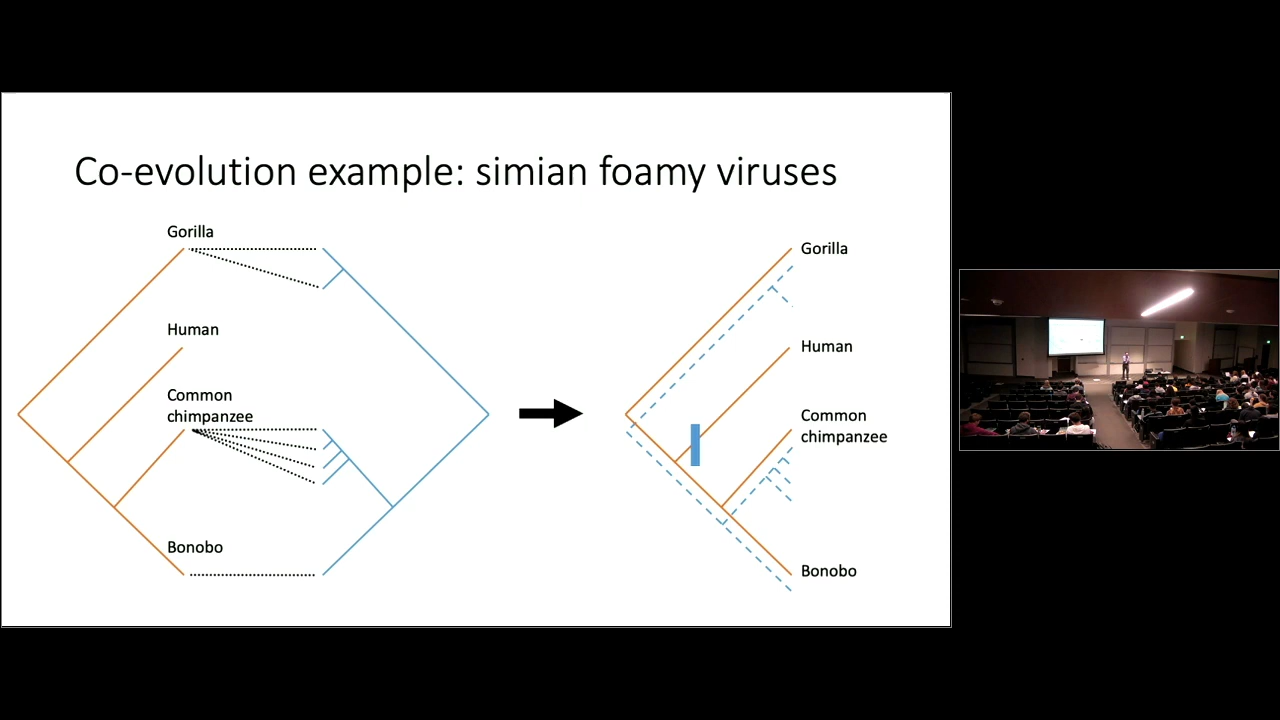 Co-evolution example: simian foamy viruses
Gorilla
Human
Common
chimpanzee
Bonobo
Gorilla
Human
Common
chimpanzee
Bonobo